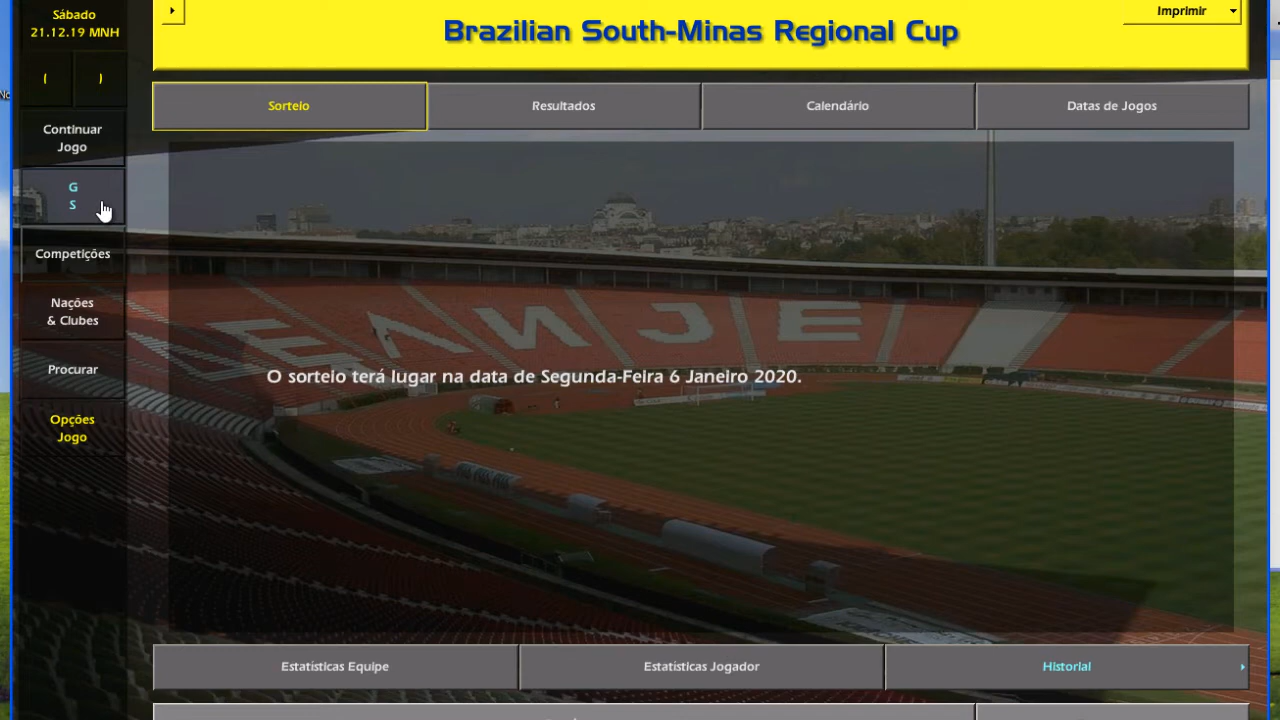 Sábado
21.12.19 MNH
Brazilian South-Minas Regional Cup
Imprimir
Sorteio
Resultados
Calendário
Datas de Jogos
Continuar
Jogo
G
S
Competições
Nações
& Clubes
Procurar
Opções
Jogo
O sorteio terá lugar na data de Segunda-Feira 6 Janeiro 2020.
Estatisticas Equipe
Estatisticas Jogador
Historial